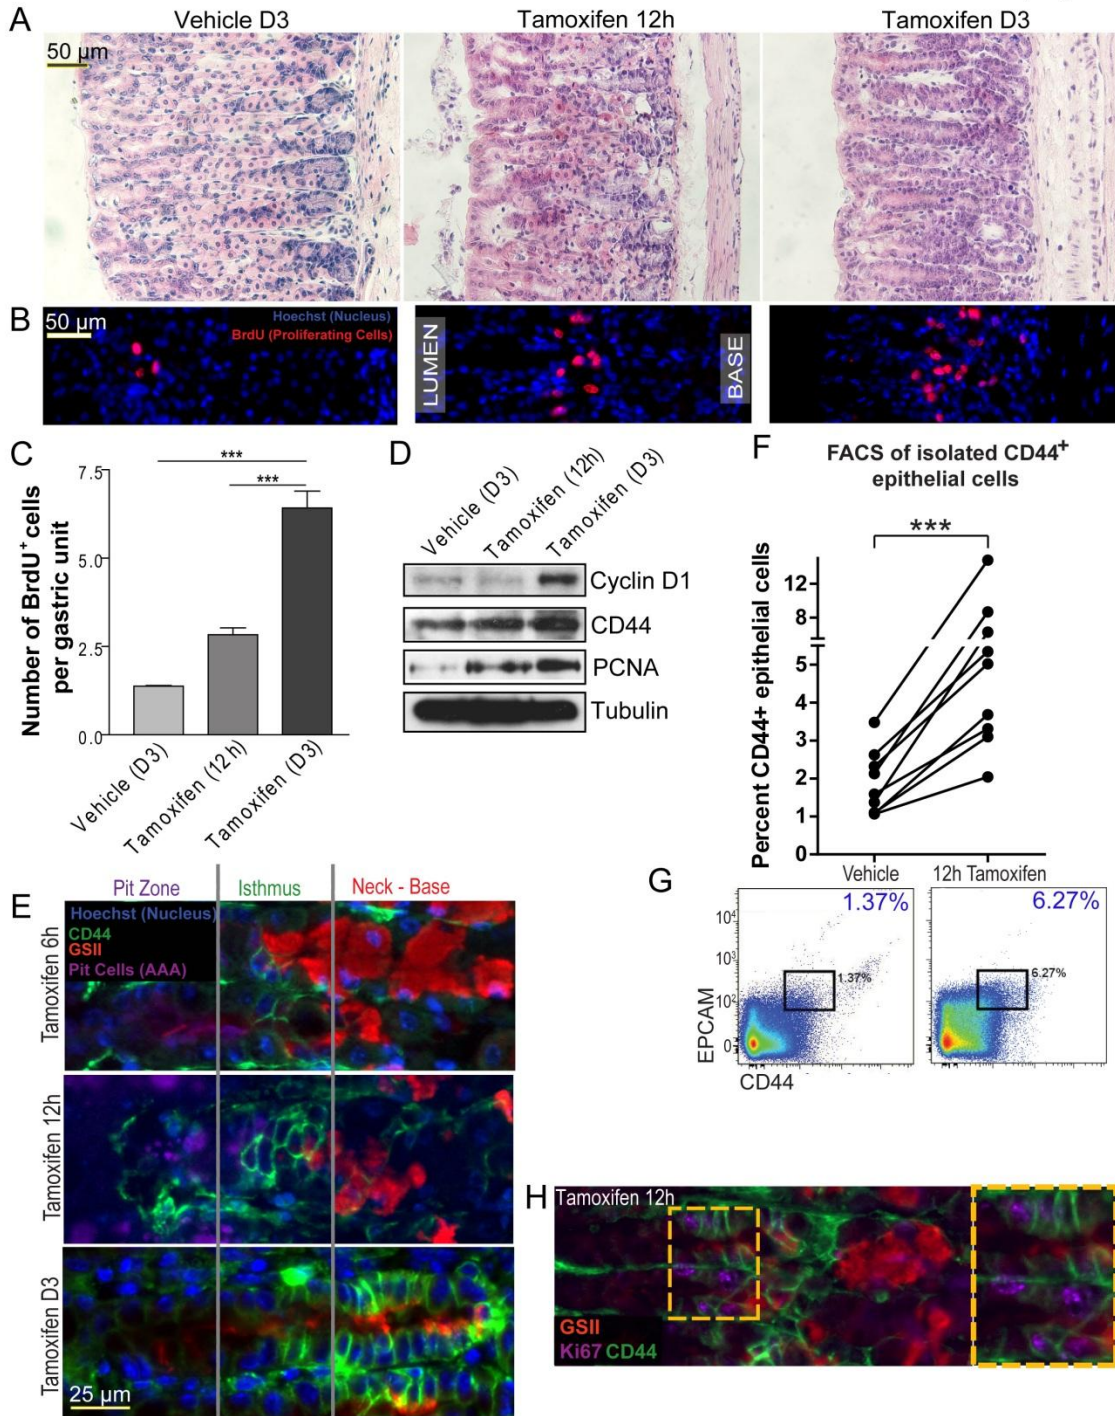 A
Vehicle D3
Tamoxifen 12h
Tamoxifen D3
50 µm
B
50 µm
Hoechst (Nucleus)
BrdU (Proliferating Cells)
LUMEN
BASE
C
Number of BrdU+ cells
per gastric unit
7.5
5.0
2.5
0.0
***
***
Vehicle (D3)
Tamoxifen (12h)
Tamoxifen (D3)
D
Vehicle (D3)
Tamoxifen (12h)
Tamoxifen (D3)
Cyclin D1
CD44
PCNA
Tubulin
F
FACS of isolated CD44+
epithelial cells
***
Percent CD44+ epithelial cells
12
8
5
4
3
2
1
0
Vehicle
12h Tamoxifen
E
Pit Zone
Isthmus
Neck - Base
Hoechst (Nucleus)
CD44
GSII
Pit Cells (AAA)
Tamoxifen 6h
Tamoxifen 12h
Tamoxifen D3
25 µm
G
1.37%
6.27%
1.37%
6.27%
10⁴
10³
10²
0
10²
0
EPCAM
CD44
H
Tamoxifen 12h
GSII
Ki67 CD44